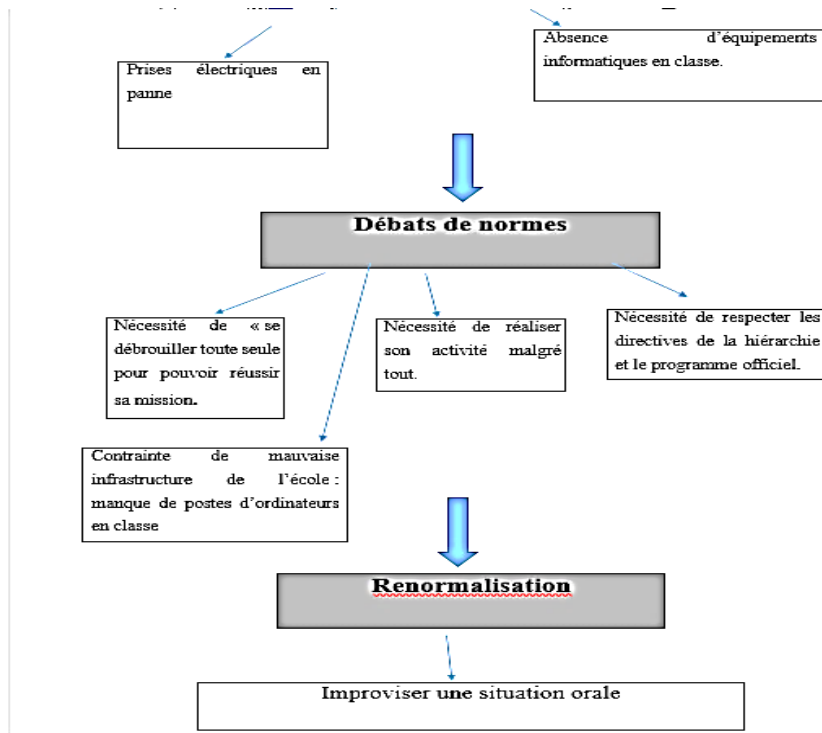 Absence d'équipements
informatiques en classe.
Prises électriques en
panne
Débats de normes
Nécessité de « se
débrouiller toute seule
pour pouvoir réussir
sa mission.
Nécessité de réaliser
son activité malgré
tout.
Nécessité de respecter les
directives de la hiérarchie
et le programme officiel.
Contrainte de mauvaise
infrastructure de l'école :
manque de postes d'ordinateurs
en classe
Renormalisation
Improviser une situation orale